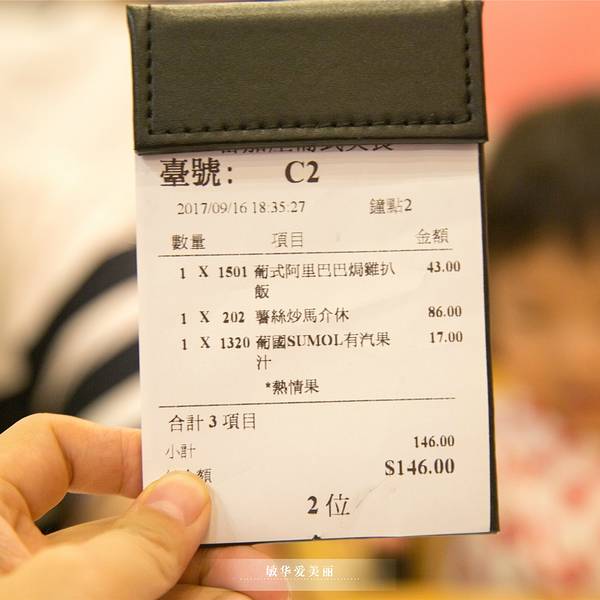 臺號: C2
2017/09/16 18:35:27 鐘點2
數量 項目 金額
1 X 1501 葡式阿里巴巴焗雞扒 43.00
飯
1 X 202 薯絲炒馬介休 86.00
1 X 1320 葡國SUMOL有汽果 17.00
汁
*熱情果
合計 3 項目
小計 146.00
額 $146.00
2 位
敏华爱美丽